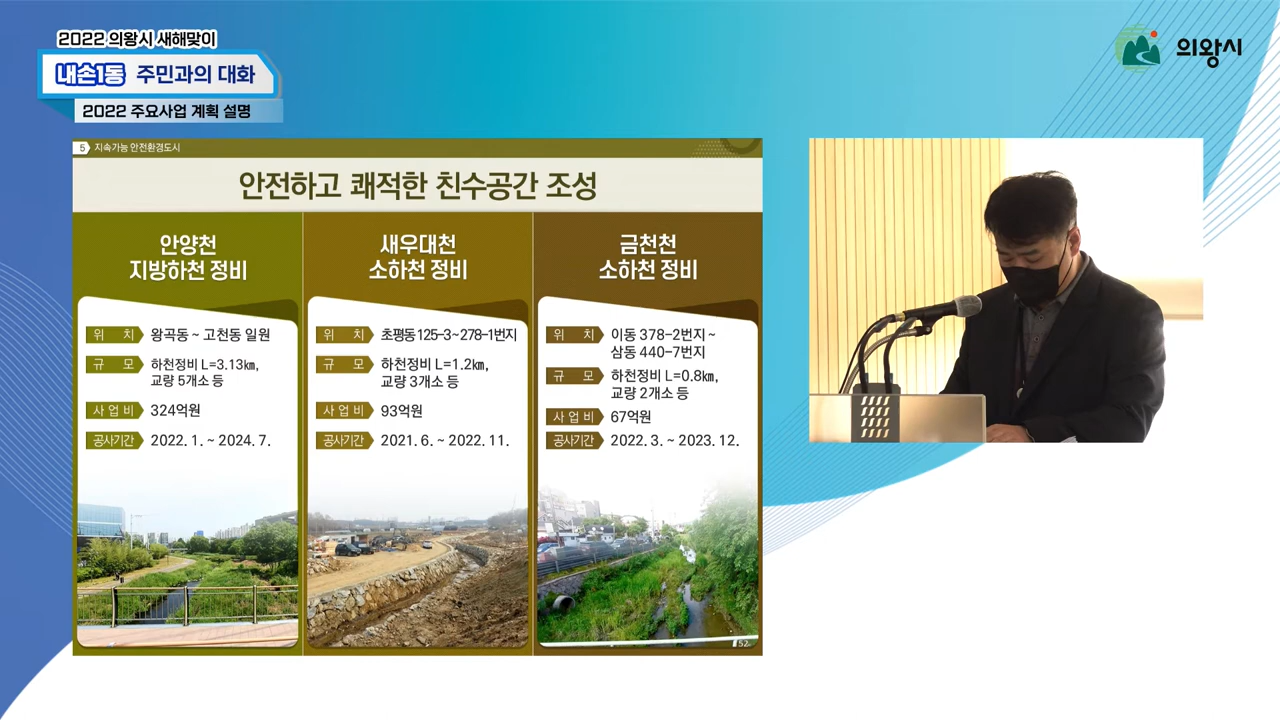 2022 의왕시 새해맞이
내손1동 주민과의 대화
2022 주요사업 계획 설명
의왕시
5 지속가능 안전환경도시
안전하고 쾌적한 친수공간 조성
안양천
지방하천 정비
위 치 왕곡동 ~ 고천동 일원
규 모 하천정비 L=3.13㎞,
교량 5개소 등
사 업 비 324억원
공사기간 2022. 1. ~ 2024. 7.
새우대천
소하천 정비
위 치 초평동 125-3 ~ 278-1번지
규 모 하천정비 L=1.2㎞,
교량 3개소 등
사 업 비 93억원
공사기간 2021. 6. ~ 2022. 11.
금천천
소하천 정비
위 치 이동 378-2번지 ~
삼동 440-7번지
규 모 하천정비 L=0.8㎞,
교량 2개소 등
사 업 비 67억원
공사기간 2022. 3. ~ 2023. 12.
52